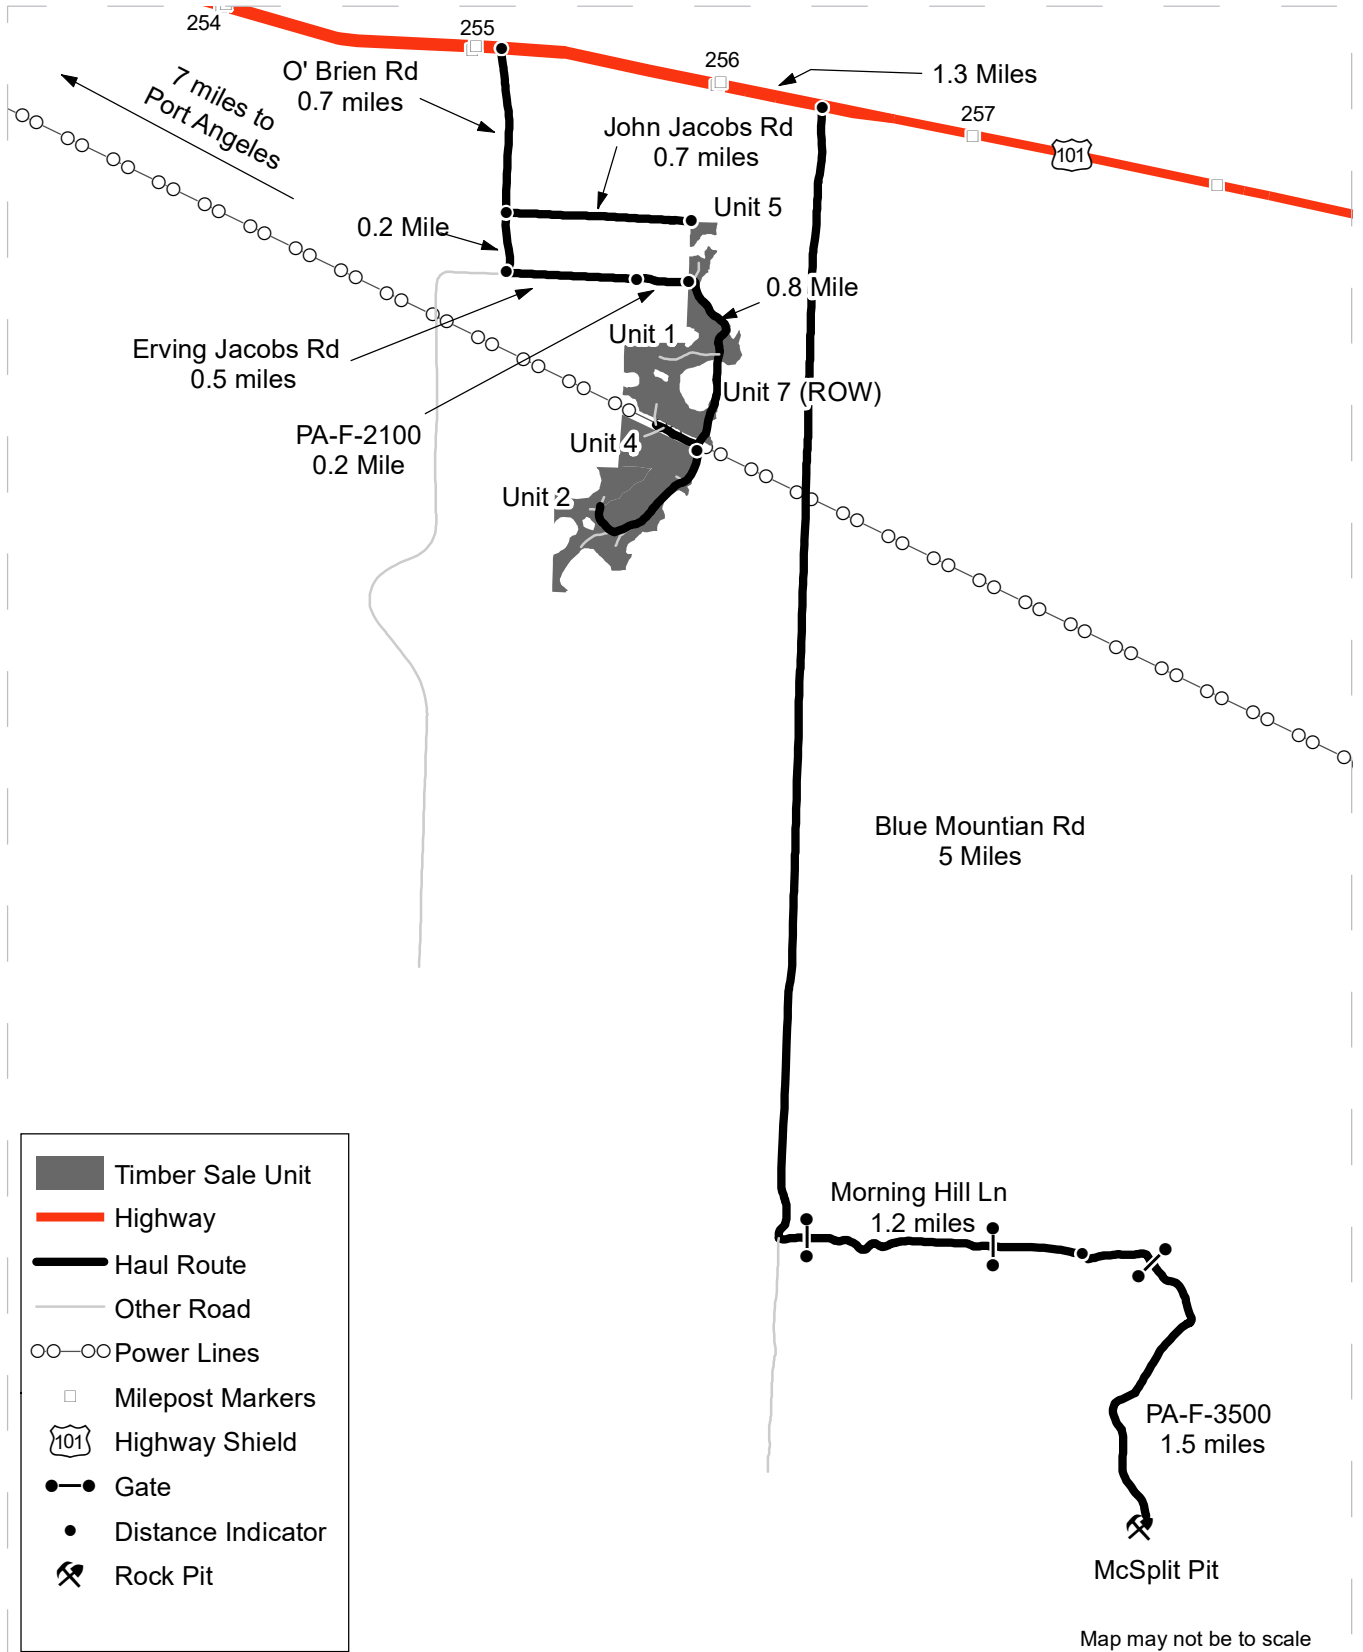 254
255
256
257
101
O' Brien Rd
0.7 miles
1.3 Miles
7 miles to
Port Angeles
John Jacobs Rd
0.7 miles
Unit 5
0.2 Mile
0.8 Mile
Unit 1
Erving Jacobs Rd
0.5 miles
Unit 7 (ROW)
PA-F-2100
0.2 Mile
Unit 4
Unit 2
Blue Mountian Rd
5 Miles
Morning Hill Ln
1.2 miles
PA-F-3500
1.5 miles
McSplit Pit
Timber Sale Unit
Highway
Haul Route
Other Road
Power Lines
Milepost Markers
101 Highway Shield
Gate
Distance Indicator
Rock Pit
Map may not be to scale